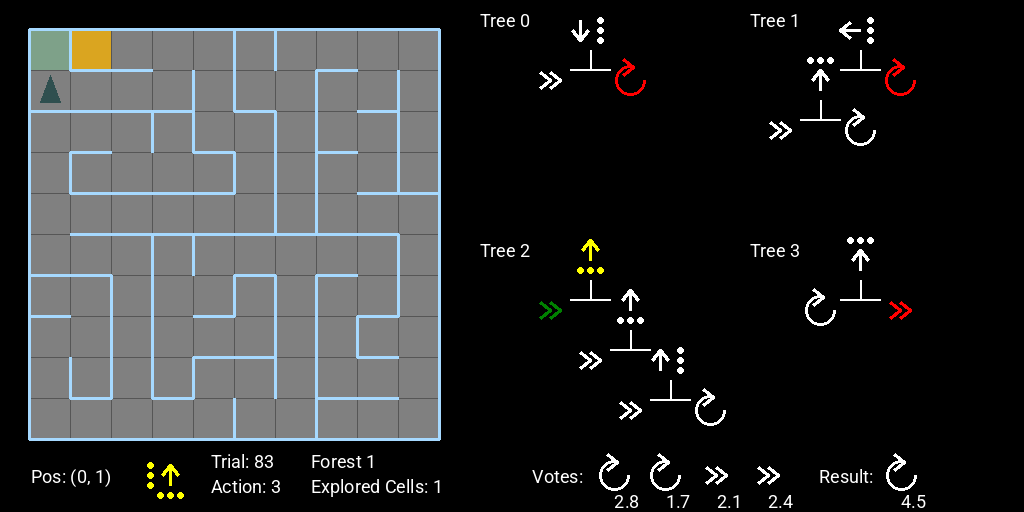 Tree 0
Tree 1
Tree 2
Tree 3
Pos: (0, 1)
Trial: 83
Forest 1
Action: 3
Explored Cells: 1
Votes:
2.8
1.7
2.1
2.4
Result:
4.5